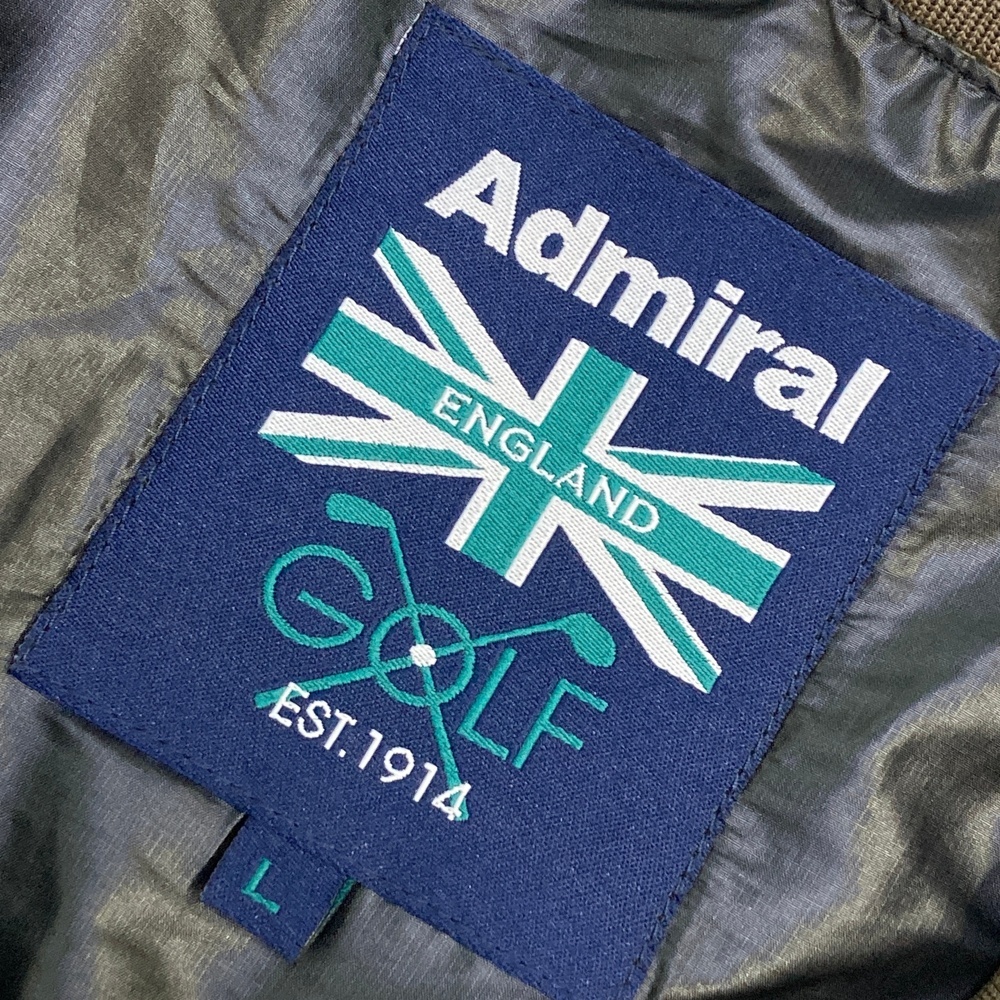 Admiral
ENGLAND
GOLF
EST.1914
L